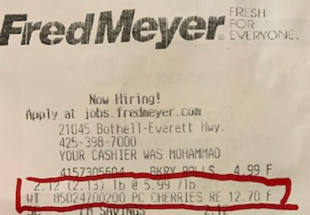 FredMeyer® FRESH
FOR
EVERYONE.
Now Hiring!
Apply at jobs.fredmeyer.com
21045 Bothell-Everett Hwy.
425-398-7000
YOUR CASHIER WAS MOHAMMAD
4157305604 BKRY ROLLS 4.99 F
2.12 (2.13) lb @ 5.99 /lb
WT 85024700200 PC CHERRIES RE 12.70 F
SAVINGS